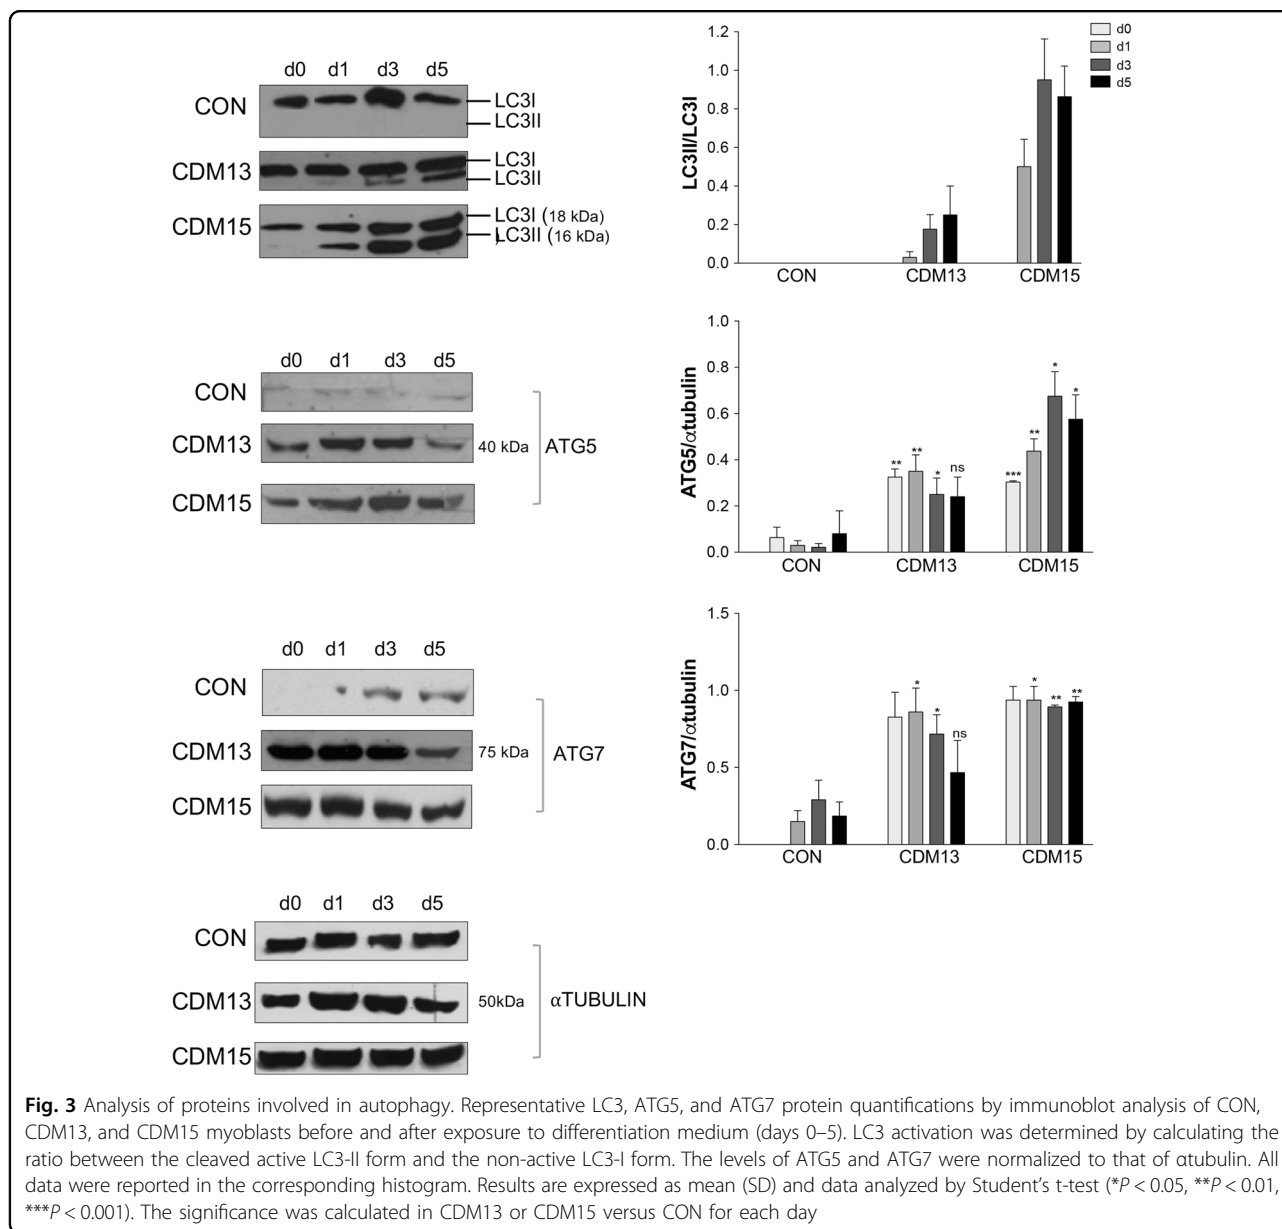 d0 d1 d3 d5
CON
LC3I
LC3II
CDM13
LC3I
LC3II
CDM15
LC3I (18 kDa)
LC3II (16 kDa)
LC3II/LC3I
1.2
1.0
0.8
0.6
0.4
0.2
0.0
CON CDM13 CDM15
d0
d1
d3
d5
d0 d1 d3 d5
CON
CDM13
40 kDa
ATG5
CDM15
ATG5/αtubulin
1.0
0.8
0.6
0.4
0.2
0.0
** ** * ns
*** ** * *
CON CDM13 CDM15
d0 d1 d3 d5
CON
CDM13
75 kDa
ATG7
CDM15
ATG7/αtubulin
1.5
1.0
0.5
0.0
* * ns
* ** **
CON CDM13 CDM15
d0 d1 d3 d5
CON
CDM13
50kDa
αTUBULIN
CDM15
Fig. 3 Analysis of proteins involved in autophagy. Representative LC3, ATG5, and ATG7 protein quantifications by immunoblot analysis of CON,
CDM13, and CDM15 myoblasts before and after exposure to differentiation medium (days 0–5). LC3 activation was determined by calculating the
ratio between the cleaved active LC3-II form and the non-active LC3-I form. The levels of ATG5 and ATG7 were normalized to that of αtubulin. All
data were reported in the corresponding histogram. Results are expressed as mean (SD) and data analyzed by Student's t-test (*P < 0.05, **P < 0.01,
***P < 0.001). The significance was calculated in CDM13 or CDM15 versus CON for each day